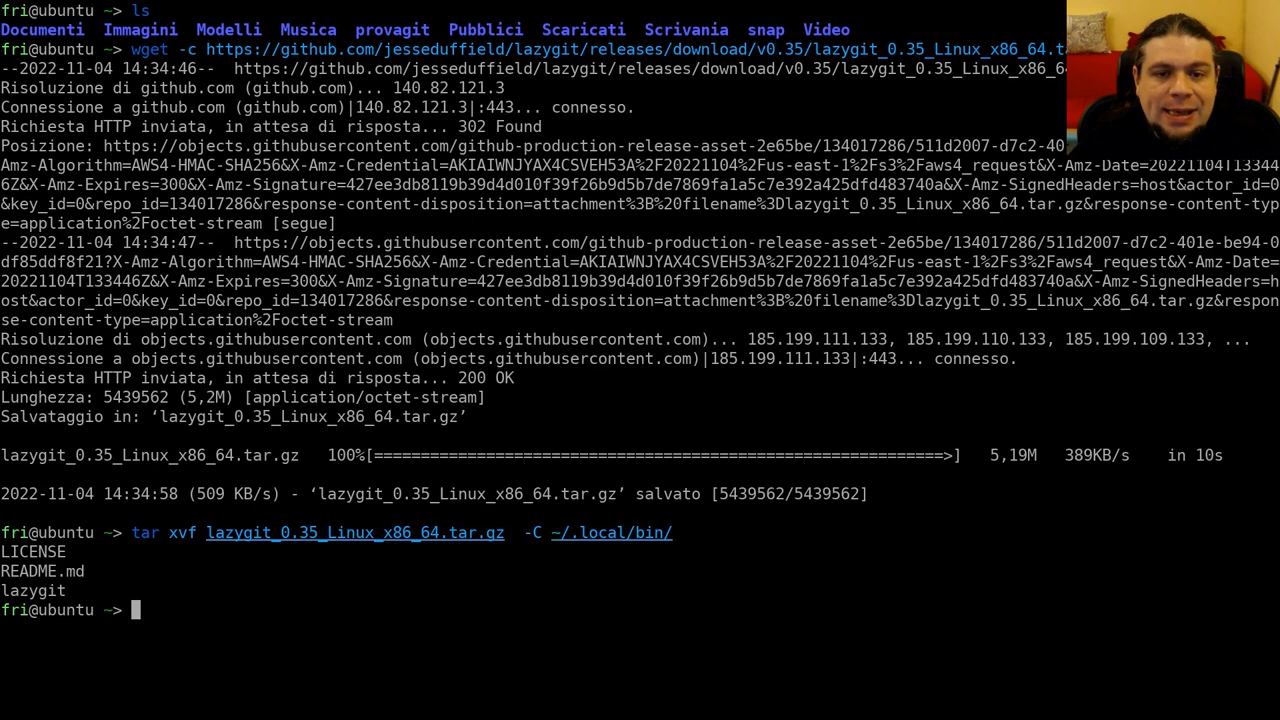 fri@ubuntu ~> ls
Documenti Immagini Modelli Musica provagit Pubblici Scaricati Scrivania snap Video
fri@ubuntu ~> wget -c https://github.com/jesseduffield/lazygit/releases/download/v0.35/lazygit_0.35_Linux_x86_64.ta
--2022-11-04 14:34:46-- https://github.com/jesseduffield/lazygit/releases/download/v0.35/lazygit_0.35_Linux_x86_6
Risoluzione di github.com (github.com)... 140.82.121.3
Connessione a github.com (github.com)|140.82.121.3|:443... connesso.
Richiesta HTTP inviata, in attesa di risposta... 302 Found
Posizione: https://objects.githubusercontent.com/github-production-release-asset-2e65be/134017286/511d2007-d7c2-40
Amz-Algorithm=AWS4-HMAC-SHA256&X-Amz-Credential=AKIAIWNJYAX4CSVEH53A%2F20221104%2Fus-east-1%2Fs3%2Faws4_request&X-Amz-Date=20221104T13344
6Z&X-Amz-Expires=300&X-Amz-Signature=427ee3db8119b39d4d010f39f26b9d5b7de7869fa1a5c7e392a425dfd483740a&X-Amz-SignedHeaders=host&actor_id=0
&key_id=0&repo_id=134017286&response-content-disposition=attachment%3B%20filename%3Dlazygit_0.35_Linux_x86_64.tar.gz&response-content-typ
e=application%2Foctet-stream [segue]
--2022-11-04 14:34:47-- https://objects.githubusercontent.com/github-production-release-asset-2e65be/134017286/511d2007-d7c2-401e-be94-0
df85ddf8f21?X-Amz-Algorithm=AWS4-HMAC-SHA256&X-Amz-Credential=AKIAIWNJYAX4CSVEH53A%2F20221104%2Fus-east-1%2Fs3%2Faws4_request&X-Amz-Date=
20221104T133446Z&X-Amz-Expires=300&X-Amz-Signature=427ee3db8119b39d4d010f39f26b9d5b7de7869fa1a5c7e392a425dfd483740a&X-Amz-SignedHeaders=h
ost&actor_id=0&key_id=0&repo_id=134017286&response-content-disposition=attachment%3B%20filename%3Dlazygit_0.35_Linux_x86_64.tar.gz&respon
se-content-type=application%2Foctet-stream
Risoluzione di objects.githubusercontent.com (objects.githubusercontent.com)... 185.199.111.133, 185.199.110.133, 185.199.109.133, ...
Connessione a objects.githubusercontent.com (objects.githubusercontent.com)|185.199.111.133|:443... connesso.
Richiesta HTTP inviata, in attesa di risposta... 200 OK
Lunghezza: 5439562 (5,2M) [application/octet-stream]
Salvataggio in: ‘lazygit_0.35_Linux_x86_64.tar.gz’
lazygit_0.35_Linux_x86_64.tar.gz 100%[=============================================================>] 5,19M 389KB/s in 10s
2022-11-04 14:34:58 (509 KB/s) - ‘lazygit_0.35_Linux_x86_64.tar.gz’ salvato [5439562/5439562]
fri@ubuntu ~> tar xvf lazygit_0.35_Linux_x86_64.tar.gz -C ~/.local/bin/
LICENSE
README.md
lazygit
fri@ubuntu ~>